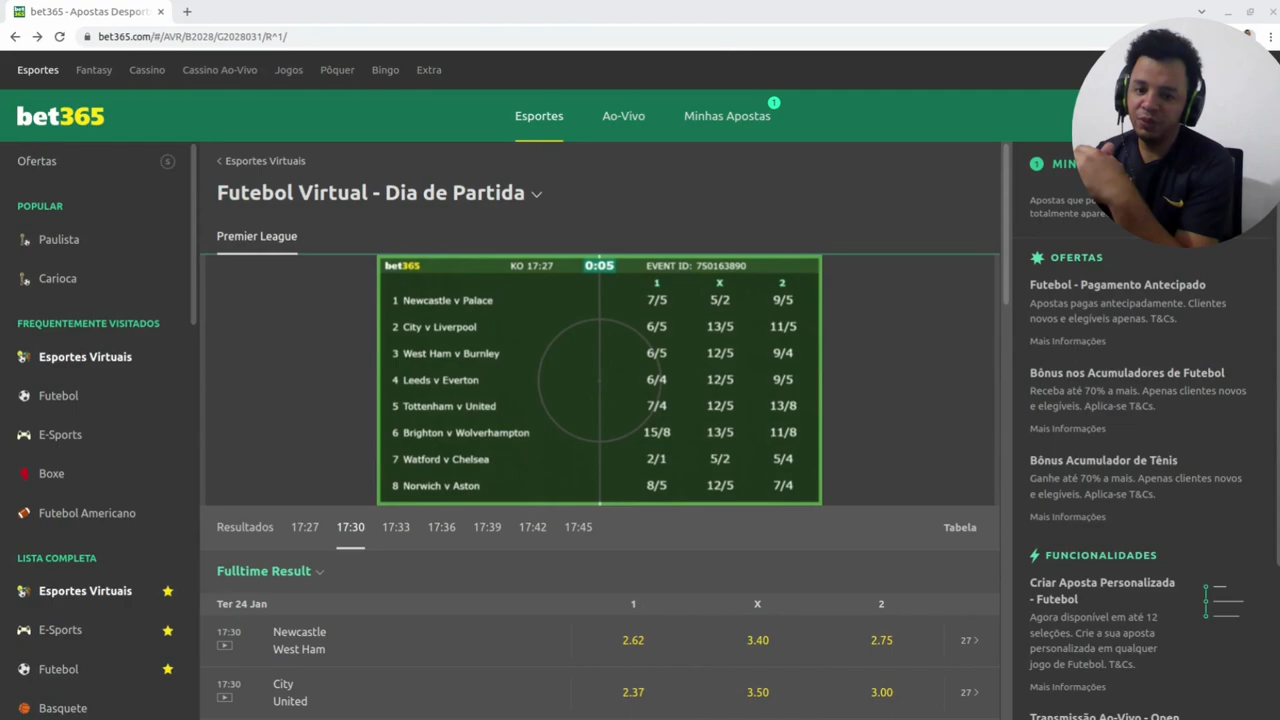 bet365 - Apostas Desport
bet365.com/#/AVR/B2028/G2028031/R^1/
Esportes Fantasy Cassino Cassino Ao-Vivo Jogos Pôquer Bingo Extra
bet365
Esportes Ao-Vivo Minhas Apostas 1
Ofertas 5
POPULAR
Paulista
Carioca
FREQUENTEMENTE VISITADOS
Esportes Virtuais
Futebol
E-Sports
Boxe
Futebol Americano
LISTA COMPLETA
Esportes Virtuais
E-Sports
Futebol
Basquete
Esportes Virtuais
Futebol Virtual - Dia de Partida
Premier League
bet365 KO 17:27 0:05 EVENT ID: 750163890
1 X 2
1 Newcastle v Palace 7/5 5/2 9/5
2 City v Liverpool 6/5 13/5 11/5
3 West Ham v Burnley 6/5 12/5 9/4
4 Leeds v Everton 6/4 12/5 9/5
5 Tottenham v United 7/4 12/5 13/8
6 Brighton v Wolverhampton 15/8 13/5 11/8
7 Watford v Chelsea 2/1 5/2 5/4
8 Norwich v Aston 8/5 12/5 7/4
Resultados 17:27 17:30 17:33 17:36 17:39 17:42 17:45 Tabela
Fulltime Result
Ter 24 Jan 1 X 2
17:30 Newcastle
West Ham
2.62 3.40 2.75 27
17:30 City
United
2.37 3.50 3.00 27
1 MIN
Apostas que
totalmente apare
OFERTAS
Futebol - Pagamento Antecipado
Apostas pagas antecipadamente. Clientes
novos e elegíveis apenas. T&Cs.
Mais Informações
Bônus nos Acumuladores de Futebol
Receba até 70% a mais. Apenas clientes novos
e elegíveis. Aplica-se T&Cs.
Mais Informações
Bônus Acumulador de Tênis
Ganhe até 70% a mais. Apenas clientes novos
e elegíveis. Aplica-se T&Cs.
Mais Informações
FUNCIONALIDADES
Criar Aposta Personalizada
- Futebol
Agora disponível em até 12
seleções. Crie a sua aposta
personalizada em qualquer
jogo de Futebol. T&Cs.
Mais Informações
Transmissão Ao-Vivo - Open